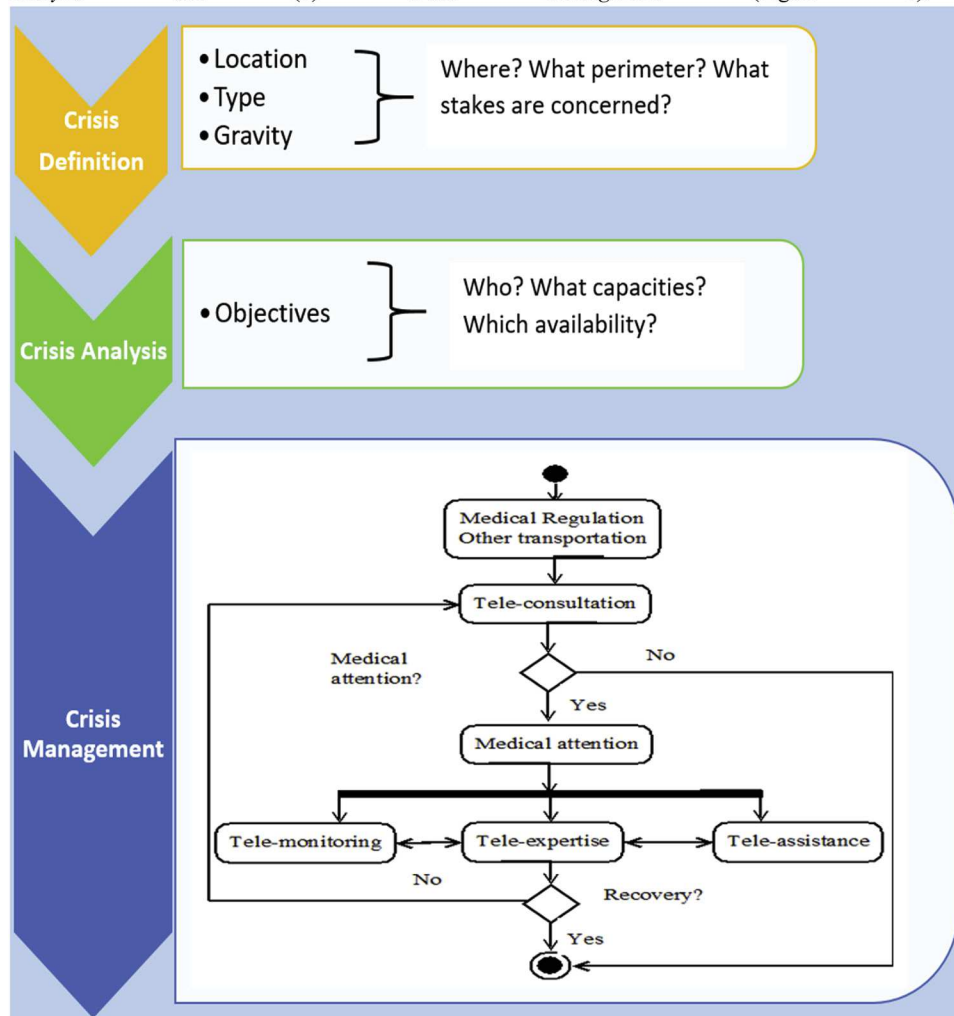 Crisis
Definition
• Location
• Type
• Gravity
Where? What perimeter? What
stakes are concerned?
Crisis Analysis
• Objectives
Who? What capacities?
Which availability?
Crisis
Management
Medical Regulation
Other transportation
Tele-consultation
Medical
attention?
No
Yes
Medical attention
Tele-monitoring
Tele-expertise
Tele-assistance
No
Recovery?
Yes